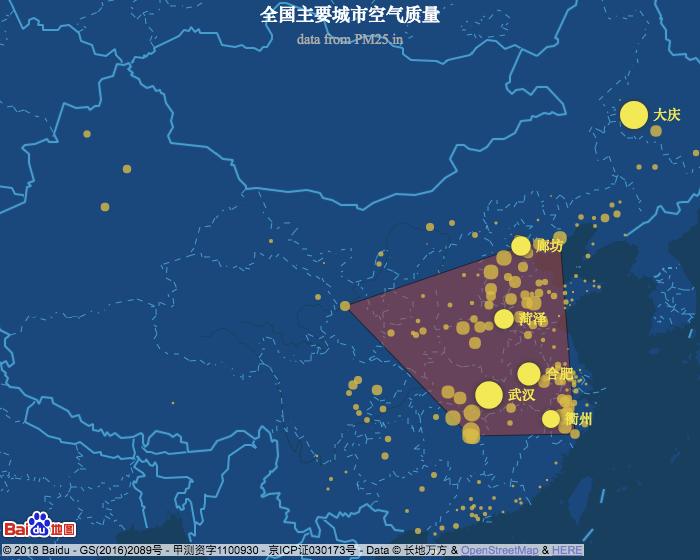 全国主要城市空气质量
data from PM25.in
大庆
廊坊
菏泽
合肥
武汉
衢州
Bai du 地图
© 2018 Baidu - GS(2016)2089号 - 甲测资字1100930 - 京ICP证030173号 - Data © 长地万方 & OpenStreetMap & HERE